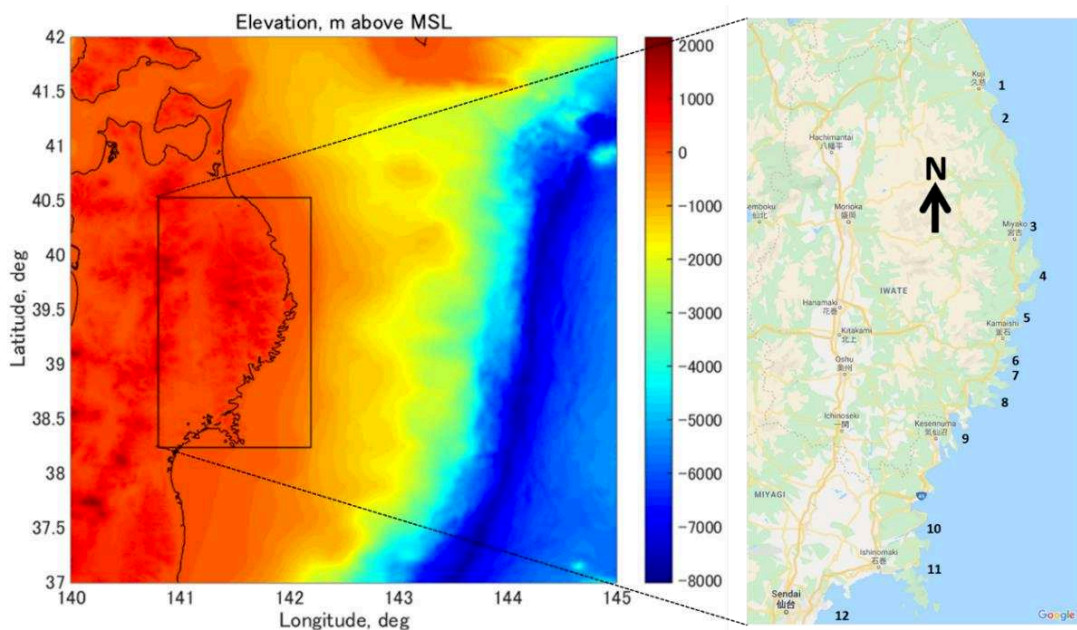 Elevation, m above MSL
42
41.5
41
40.5
40
39.5
39
38.5
38
37.5
37
140
141
142
143
144
145
Latitude, deg
Longitude, deg
2000
1000
0
−1000
−2000
−3000
−4000
−5000
−6000
−7000
−8000
Kuji
久慈
1
2
Hachimantai
八幡平
N
emboku
仙北
Morioka
盛岡
Miyako
宮古
3
4
IWATE
Hanamaki
花巻
5
Kamaishi
釜石
Kitakami
北上
6
Oshu
奥州
7
8
Ichinoseki
一関
Kesennuma
気仙沼
9
MIYAGI
45
10
Ishinomaki
石巻
11
Sendai
仙台
12
Google